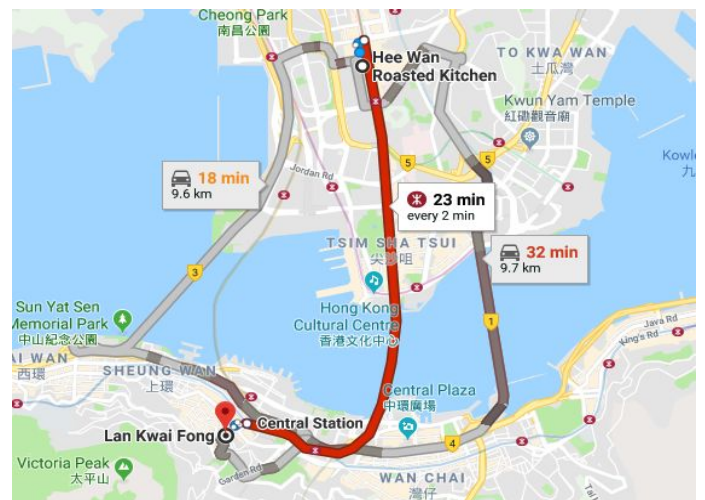 Cheong Park
南昌公園
Hee Wan
Roasted Kitchen
TO KWA WAN
土瓜灣
Kwun Yam Temple
紅磡觀音廟
Kowl
九
5
5
Jordan Rd
18 min
9.6 km
23 min
every 2 min
TSIM SHA TSUI
尖沙咀
32 min
9.7 km
3
Hong Kong
Cultural Centre
香港文化中心
Sun Yat Sen
Memorial Park
中山紀念公園
1
Java Rd
King's Rd
AI WAN
西環
SHEUNG WAN
上環
Central Plaza
中環廣場
Central Station
Lan Kwai Fong
4
Garden Rd
Victoria Peak
太平山
WAN CHAI
灣仔